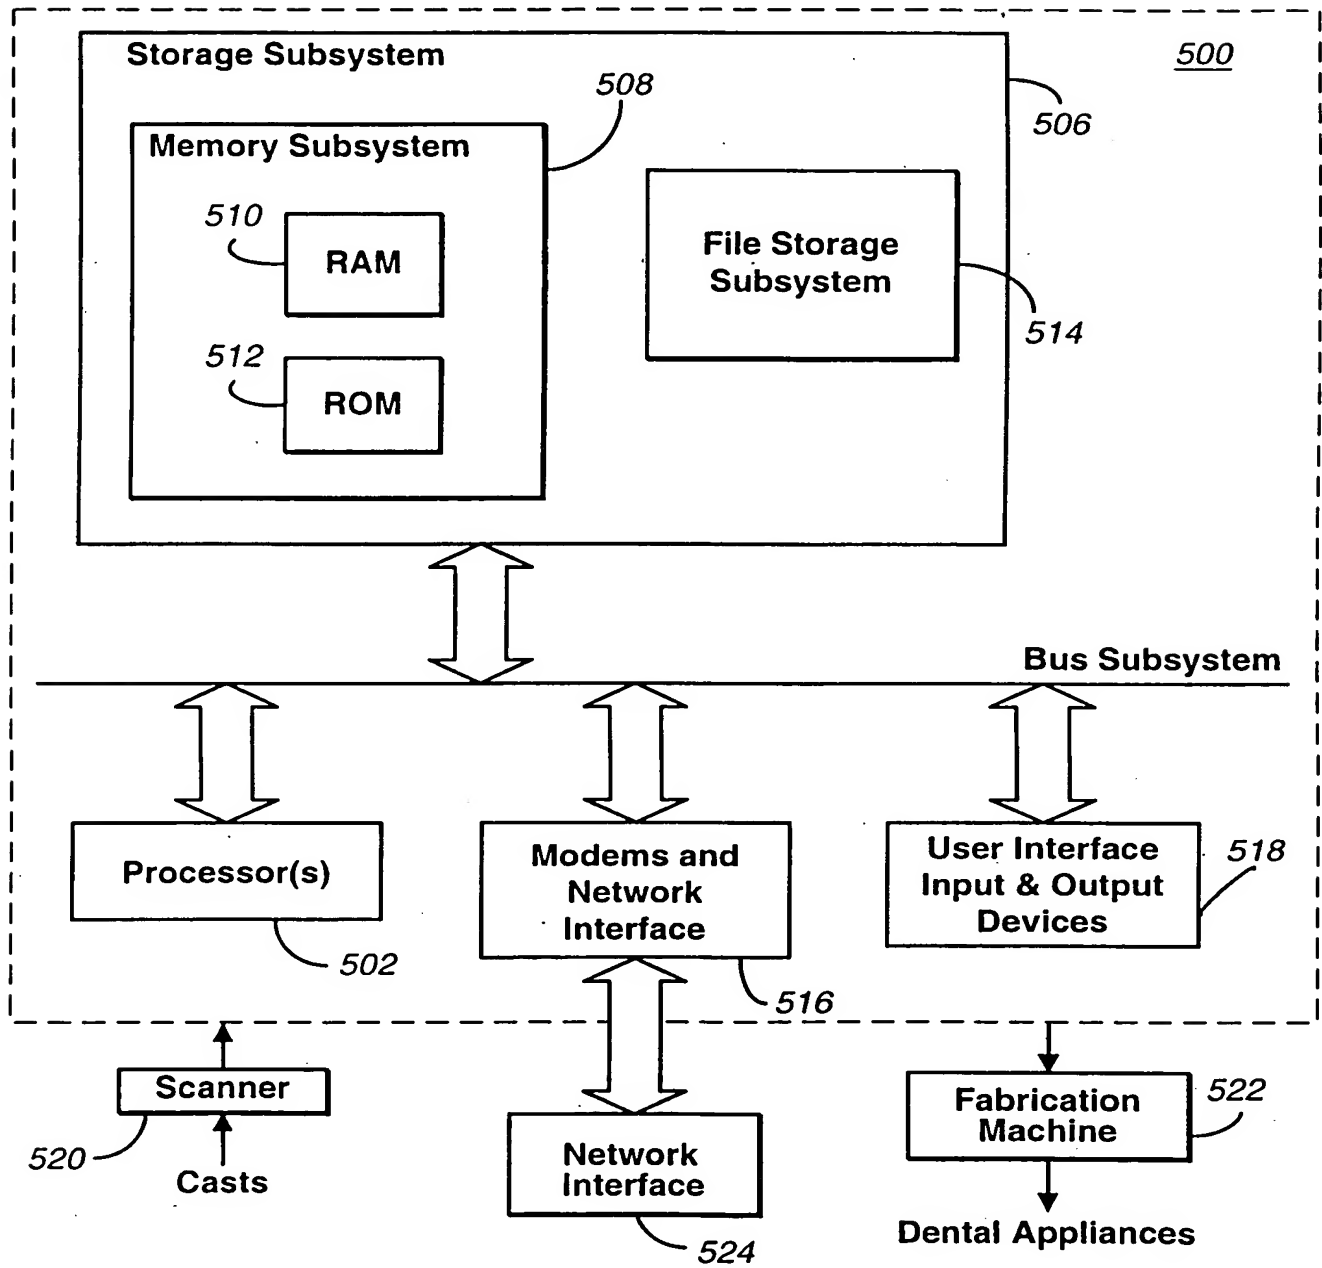 Storage Subsystem
500
508
506
Memory Subsystem
510
RAM
File Storage
Subsystem
514
512
ROM
Bus Subsystem
Processor(s)
502
Modems and
Network
Interface
516
User Interface
Input & Output
Devices
518
Scanner
520
Casts
Network
Interface
524
Fabrication
Machine
522
Dental Appliances